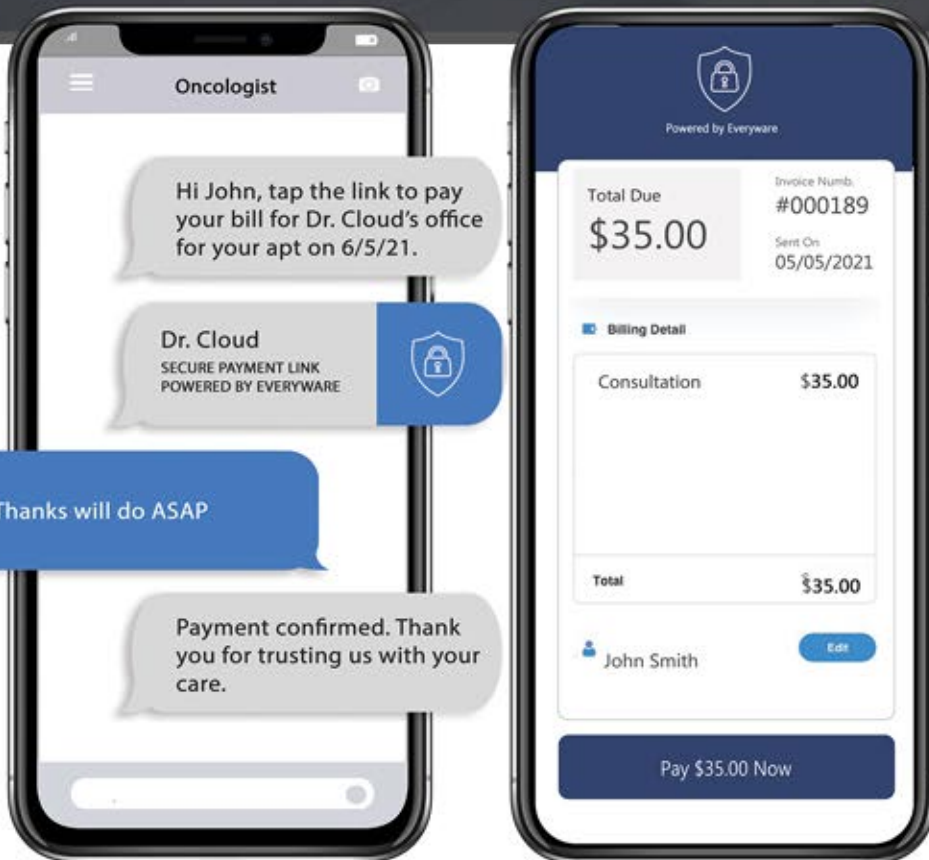 Oncologist
Hi John, tap the link to pay
your bill for Dr. Cloud's office
for your apt on 6/5/21.
Dr. Cloud
SECURE PAYMENT LINK
POWERED BY EVERYWARE
Thanks will do ASAP
Payment confirmed. Thank
you for trusting us with your
care.
Powered by Everyware
Total Due
$35.00
Invoice Numb.
#000189
Sent On
05/05/2021
Billing Detail
Consultation $35.00
Total $35.00
John Smith
Edit
Pay $35.00 Now